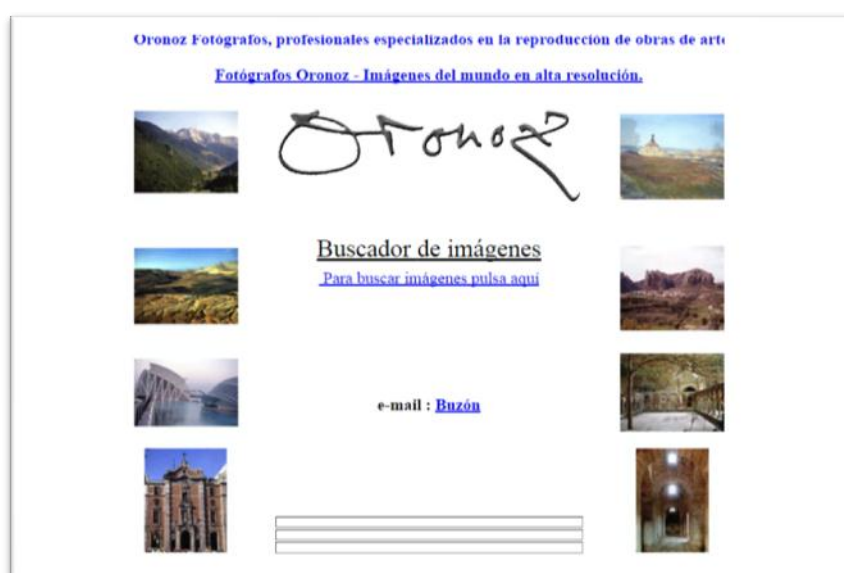 Oronoz Fotógrafos, profesionales especializados en la reproducción de obras de arte
Fotógrafos Oronoz - Imágenes del mundo en alta resolución.
Oronoz
Buscador de imágenes
Para buscar imágenes pulsa aquí
e-mail : Buzón